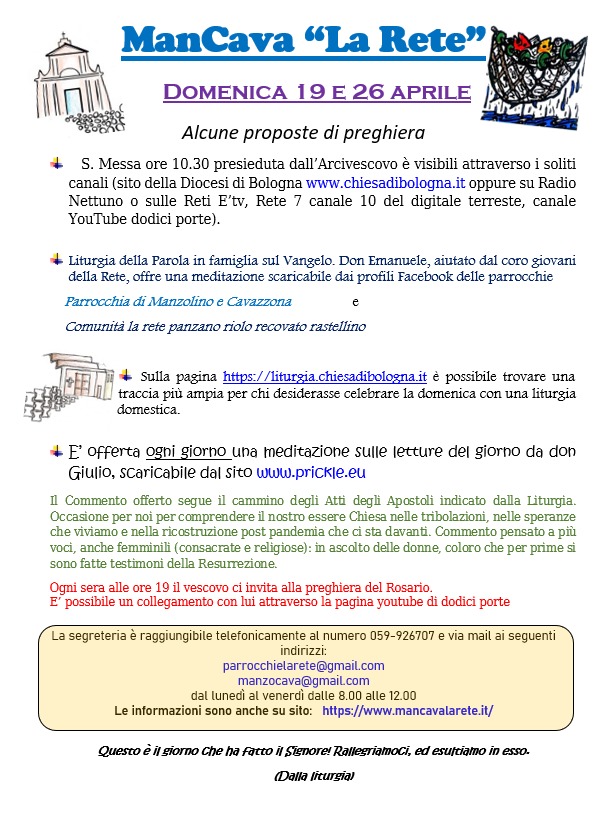 ManCava “La Rete”
Domenica 19 e 26 aprile
Alcune proposte di preghiera
S. Messa ore 10.30 presieduta dall’Arcivescovo è visibili attraverso i soliti
canali (sito della Diocesi di Bologna www.chiesadibologna.it oppure su Radio
Nettuno o sulle Reti E’tv, Rete 7 canale 10 del digitale terreste, canale
YouTube dodici porte).
Liturgia della Parola in famiglia sul Vangelo. Don Emanuele, aiutato dal coro giovani
della Rete, offre una meditazione scaricabile dai profili Facebook delle parrocchie
Parrocchia di Manzolino e Cavazzona e
Comunità la rete panzano riolo recovato rastellino
Sulla pagina https://liturgia.chiesadibologna.it è possibile trovare una
traccia più ampia per chi desiderasse celebrare la domenica con una liturgia
domestica.
E’ offerta ogni giorno una meditazione sulle letture del giorno da don
Giulio, scaricabile dal sito www.prickle.eu
Il Commento offerto segue il cammino degli Atti degli Apostoli indicato dalla Liturgia.
Occasione per noi per comprendere il nostro essere Chiesa nelle tribolazioni, nelle speranze
che viviamo e nella ricostruzione post pandemia che ci sta davanti. Commento pensato a più
voci, anche femminili (consacrate e religiose): in ascolto delle donne, coloro che per prime si
sono fatte testimoni della Resurrezione.
Ogni sera alle ore 19 il vescovo ci invita alla preghiera del Rosario.
E’ possibile un collegamento con lui attraverso la pagina youtube di dodici porte
La segreteria è raggiungibile telefonicamente al numero 059-926707 e via mail ai seguenti
indirizzi:
parrocchielarete@gmail.com
manzocava@gmail.com
dal lunedì al venerdì dalle 8.00 alle 12.00
Le informazioni sono anche su sito: https://www.mancavalarete.it/
Questo è il giorno che ha fatto il Signore! Rallegriamoci, ed esultiamo in esso.
(Dalla liturgia)